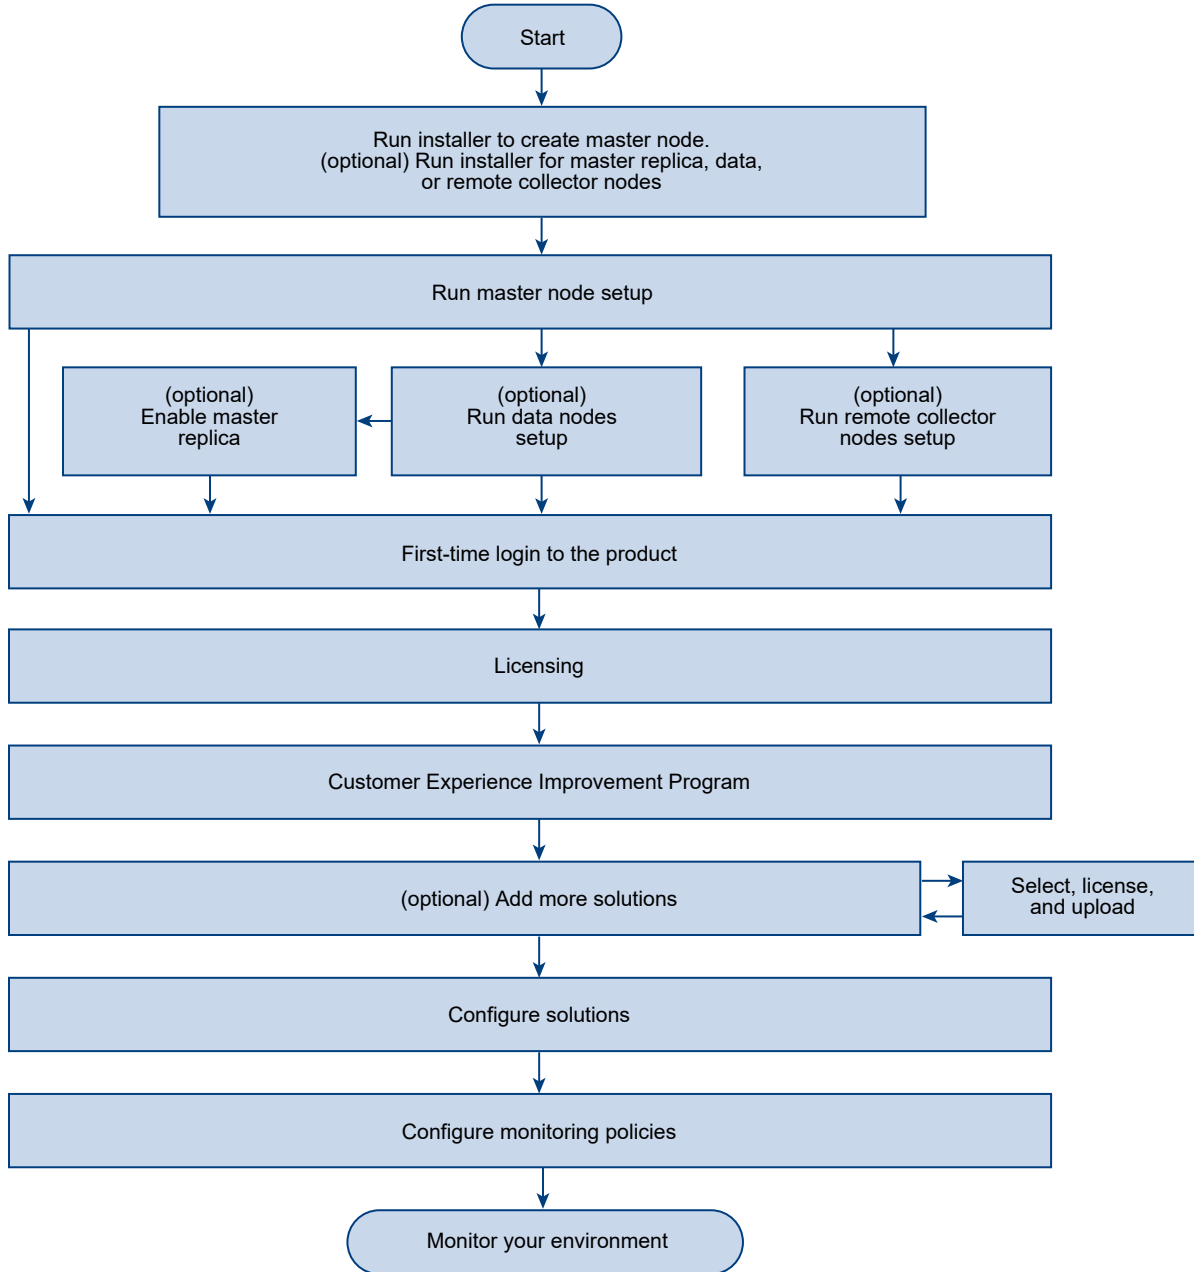 Start
Run installer to create master node.
(optional) Run installer for master replica, data,
or remote collector nodes
Run master node setup
(optional)
Enable master
replica
(optional)
Run data nodes
setup
(optional)
Run remote collector
nodes setup
First-time login to the product
Licensing
Customer Experience Improvement Program
(optional) Add more solutions
Select, license,
and upload
Configure solutions
Configure monitoring policies
Monitor your environment